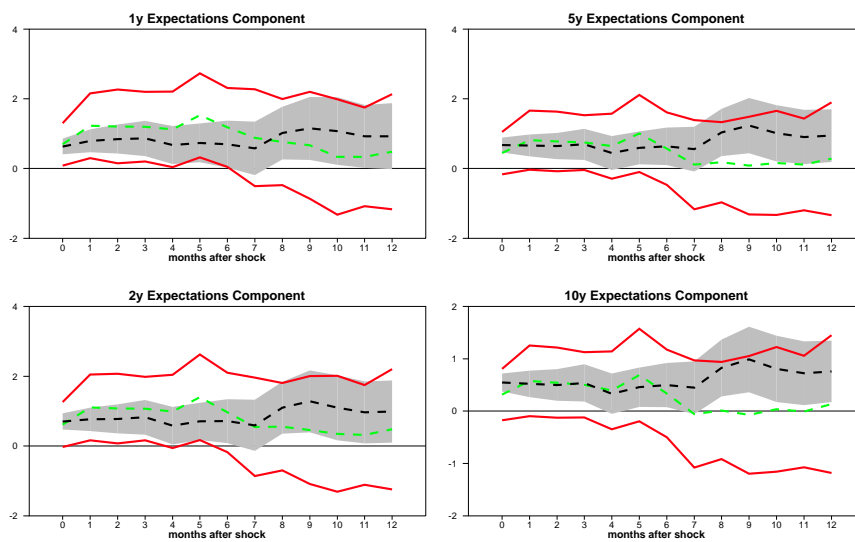 1y Expectations Component
4
2
0
-2
0 1 2 3 4 5 6 7 8 9 10 11 12
months after shock
5y Expectations Component
4
2
0
-2
0 1 2 3 4 5 6 7 8 9 10 11 12
months after shock
2y Expectations Component
4
2
0
-2
0 1 2 3 4 5 6 7 8 9 10 11 12
months after shock
10y Expectations Component
2
1
0
-1
-2
0 1 2 3 4 5 6 7 8 9 10 11 12
months after shock